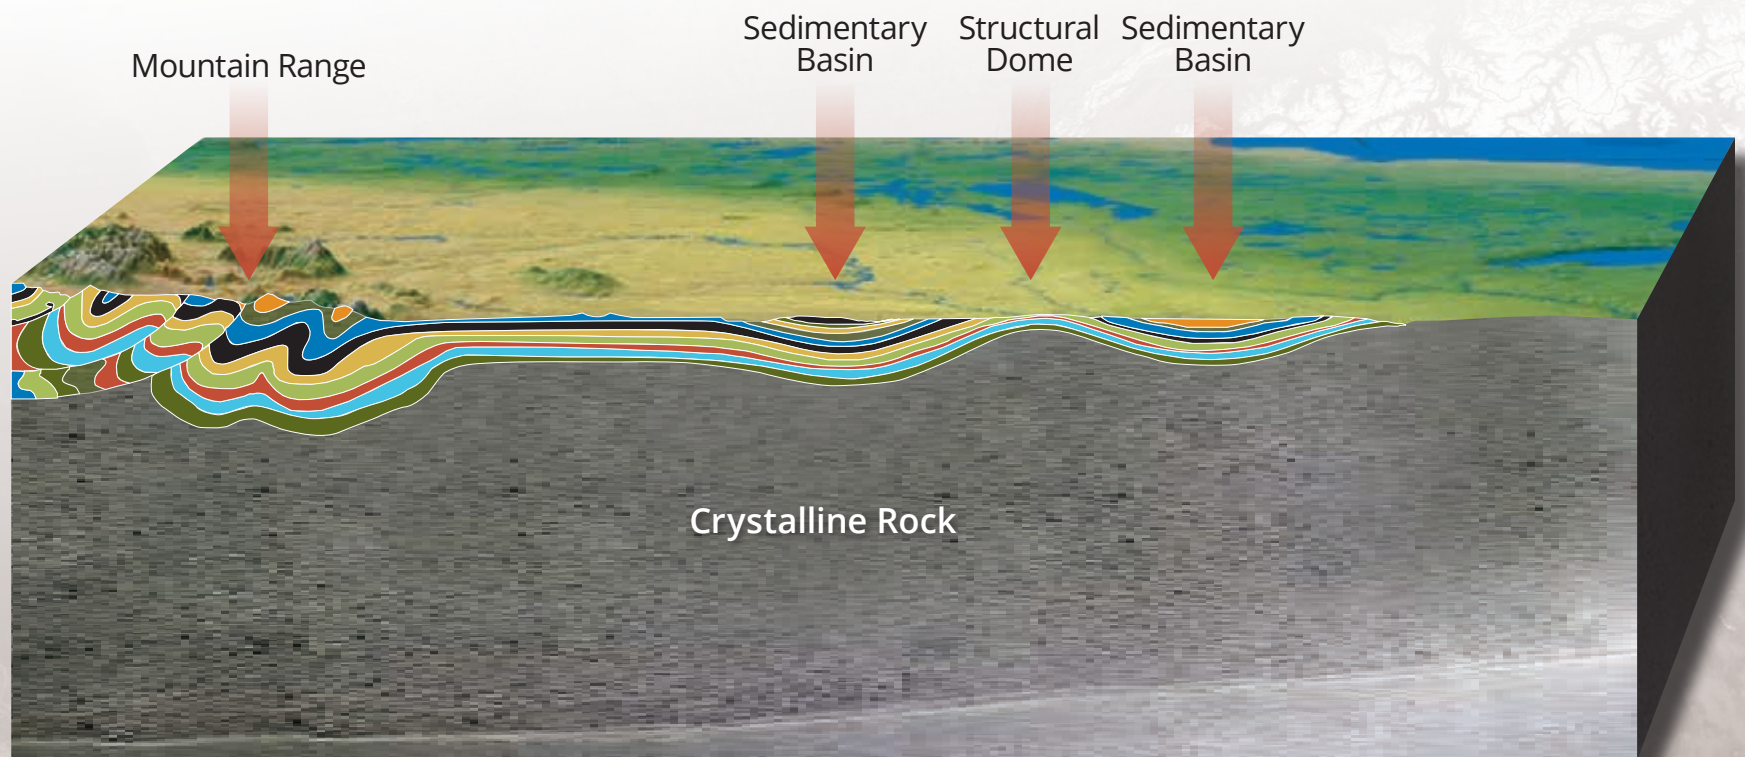 Mountain Range
Sedimentary
Basin
Structural
Dome
Sedimentary
Basin
Crystalline Rock